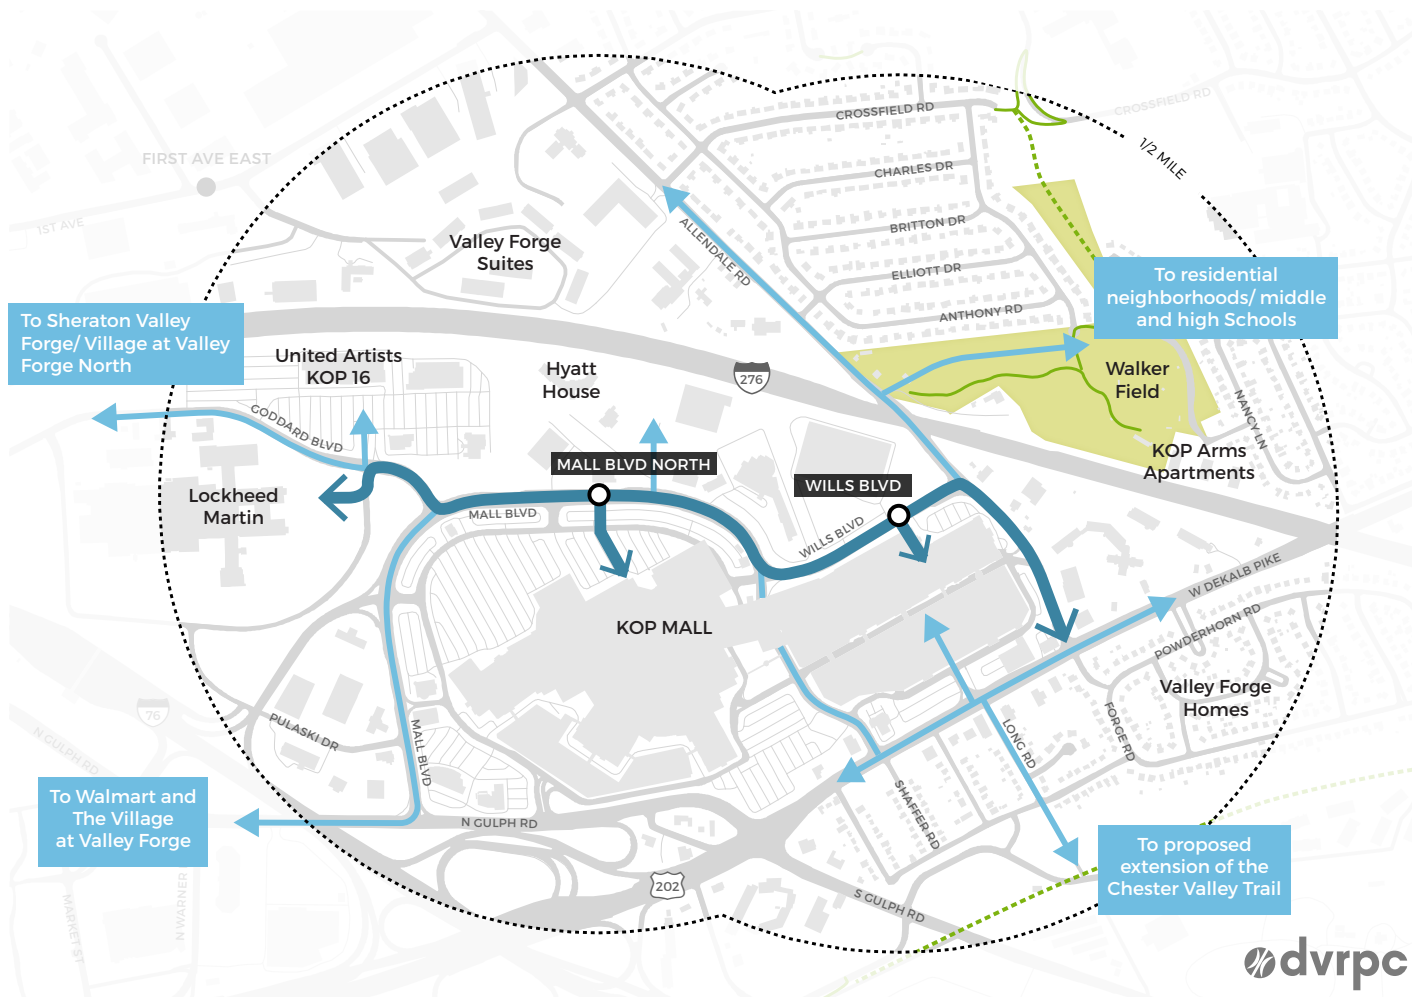 CROSSFIELD RD
CROSSFIELD RD
1/2 MILE
FIRST AVE EAST
CHARLES DR
1ST AVE
BRITTON DR
Valley Forge
Suites
ALLENDALE RD
ELLIOTT DR
To residential
neighborhoods/ middle
and high Schools
ANTHONY RD
To Sheraton Valley
Forge/ Village at Valley
Forge North
United Artists
KOP 16
Hyatt
House
276
Walker
Field
NANCY LN
GODDARD BLVD
KOP Arms
Apartments
MALL BLVD NORTH
WILLS BLVD
Lockheed
Martin
MALL BLVD
WILLS BLVD
W DEKALB PIKE
KOP MALL
POWDERHORN RD
Valley Forge
Homes
76
PULASKI DR
MALL BLVD
LONG RD
FORGE RD
N GULPH RD
To Walmart and
The Village
at Valley Forge
SHAFFER RD
N GULPH RD
To proposed
extension of the
Chester Valley Trail
202
S GULPH RD
MARKET ST
N WARNER
dvrpc